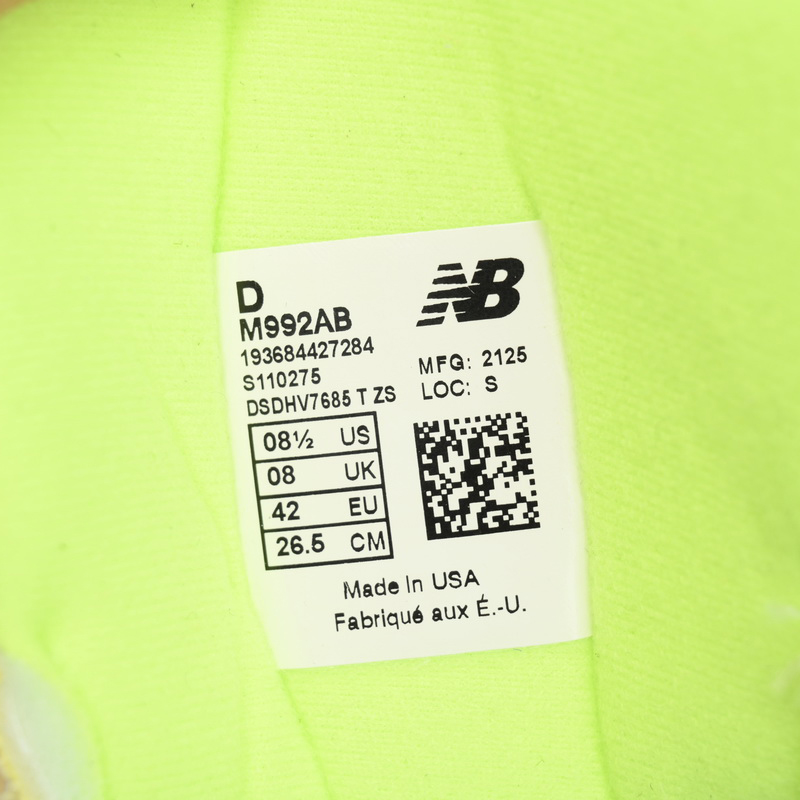 D
M992AB
193684427284
S110275
DSDHV7685 T ZS
NB
MFG: 2125
LOC: S
08½ US
08 UK
42 EU
26.5 CM
Made In USA
Fabriqué aux É.-U.